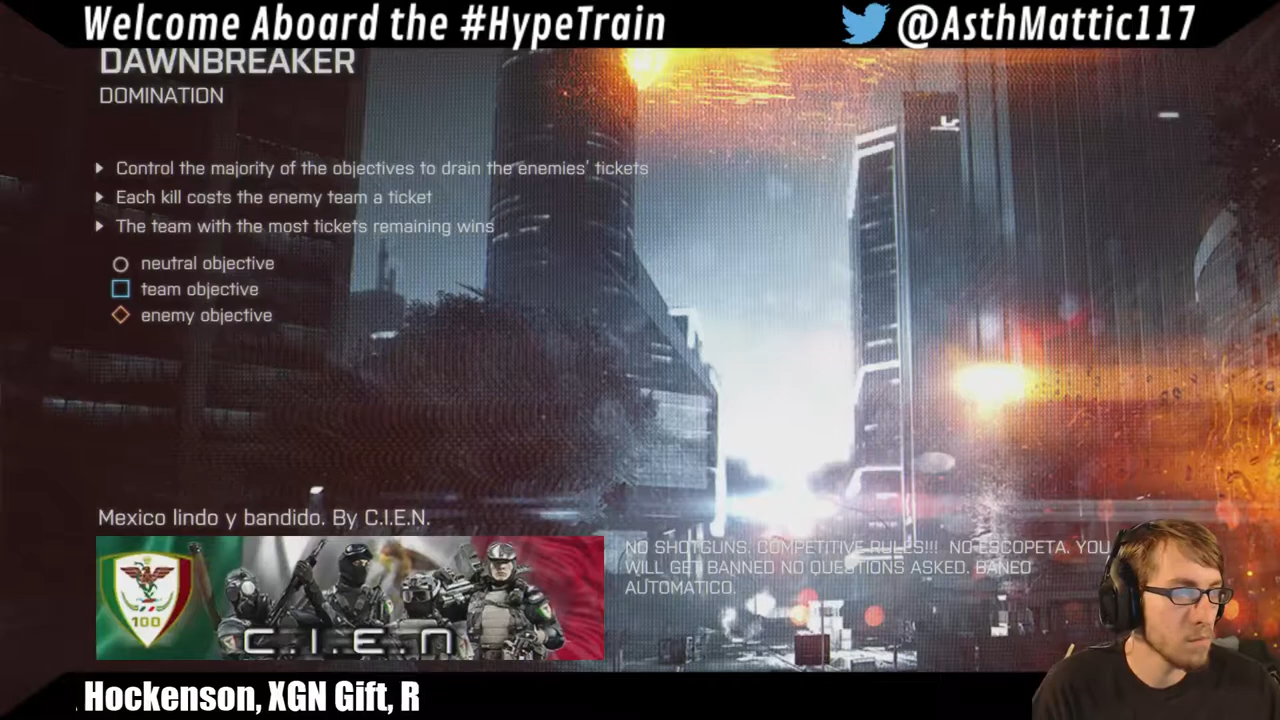 Welcome Aboard the #HypeTrain
@AsthMattic117
DAWNBREAKER
DOMINATION
Control the majority of the objectives to drain the enemies' tickets
Each kill costs the enemy team a ticket
The team with the most tickets remaining wins
neutral objective
team objective
enemy objective
Mexico lindo y bandido. By C.I.E.N.
100
C.I.E.N
NO SHOTGUNS. COMPETITIVE RULES!!! NO ESCOPETA. YOU
WILL GET BANNED NO QUESTIONS ASKED. BANEO
AUTOMATICO.
. Hockenson, XGN Gift, R